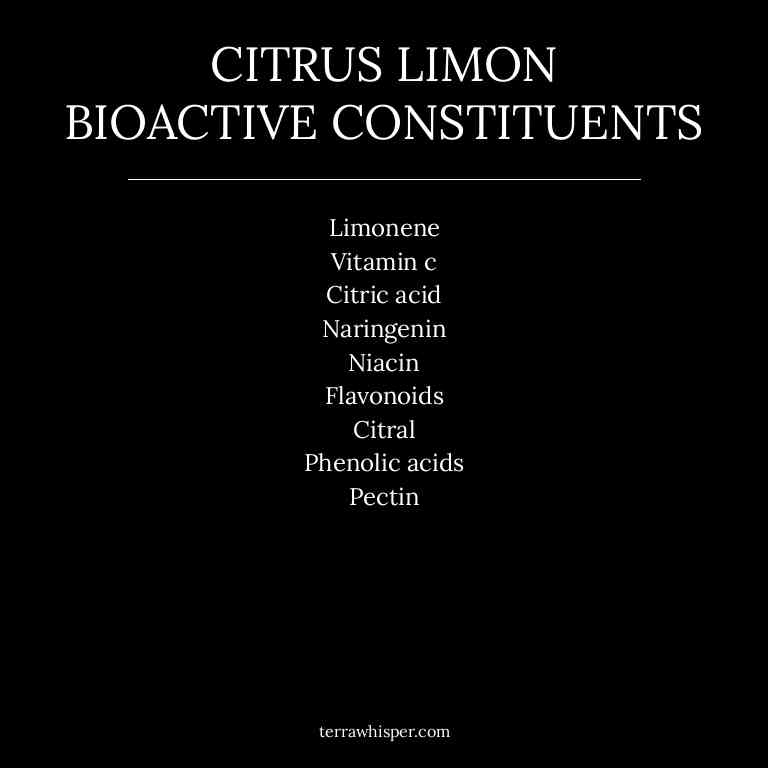 CITRUS LIMON
BIOACTIVE CONSTITUENTS
Limonene
Vitamin c
Citric acid
Naringenin
Niacin
Flavonoids
Citral
Phenolic acids
Pectin
terrawhisper.com